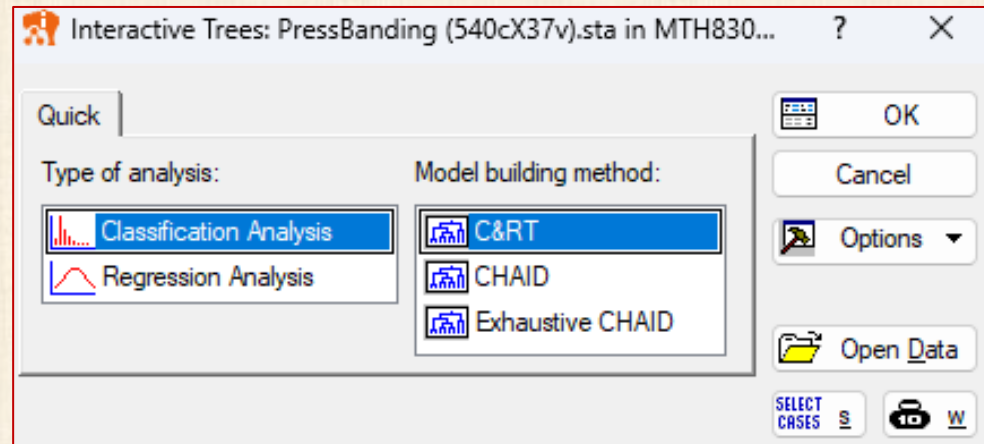 Interactive Trees: PressBanding (540cX37v).sta in MTH830... ? X
Quick
OK
Type of analysis: Model building method:
Cancel
Classification Analysis C&RT
Options
Regression Analysis CHAID
Exhaustive CHAID
Open Data
SELECT CASES S W